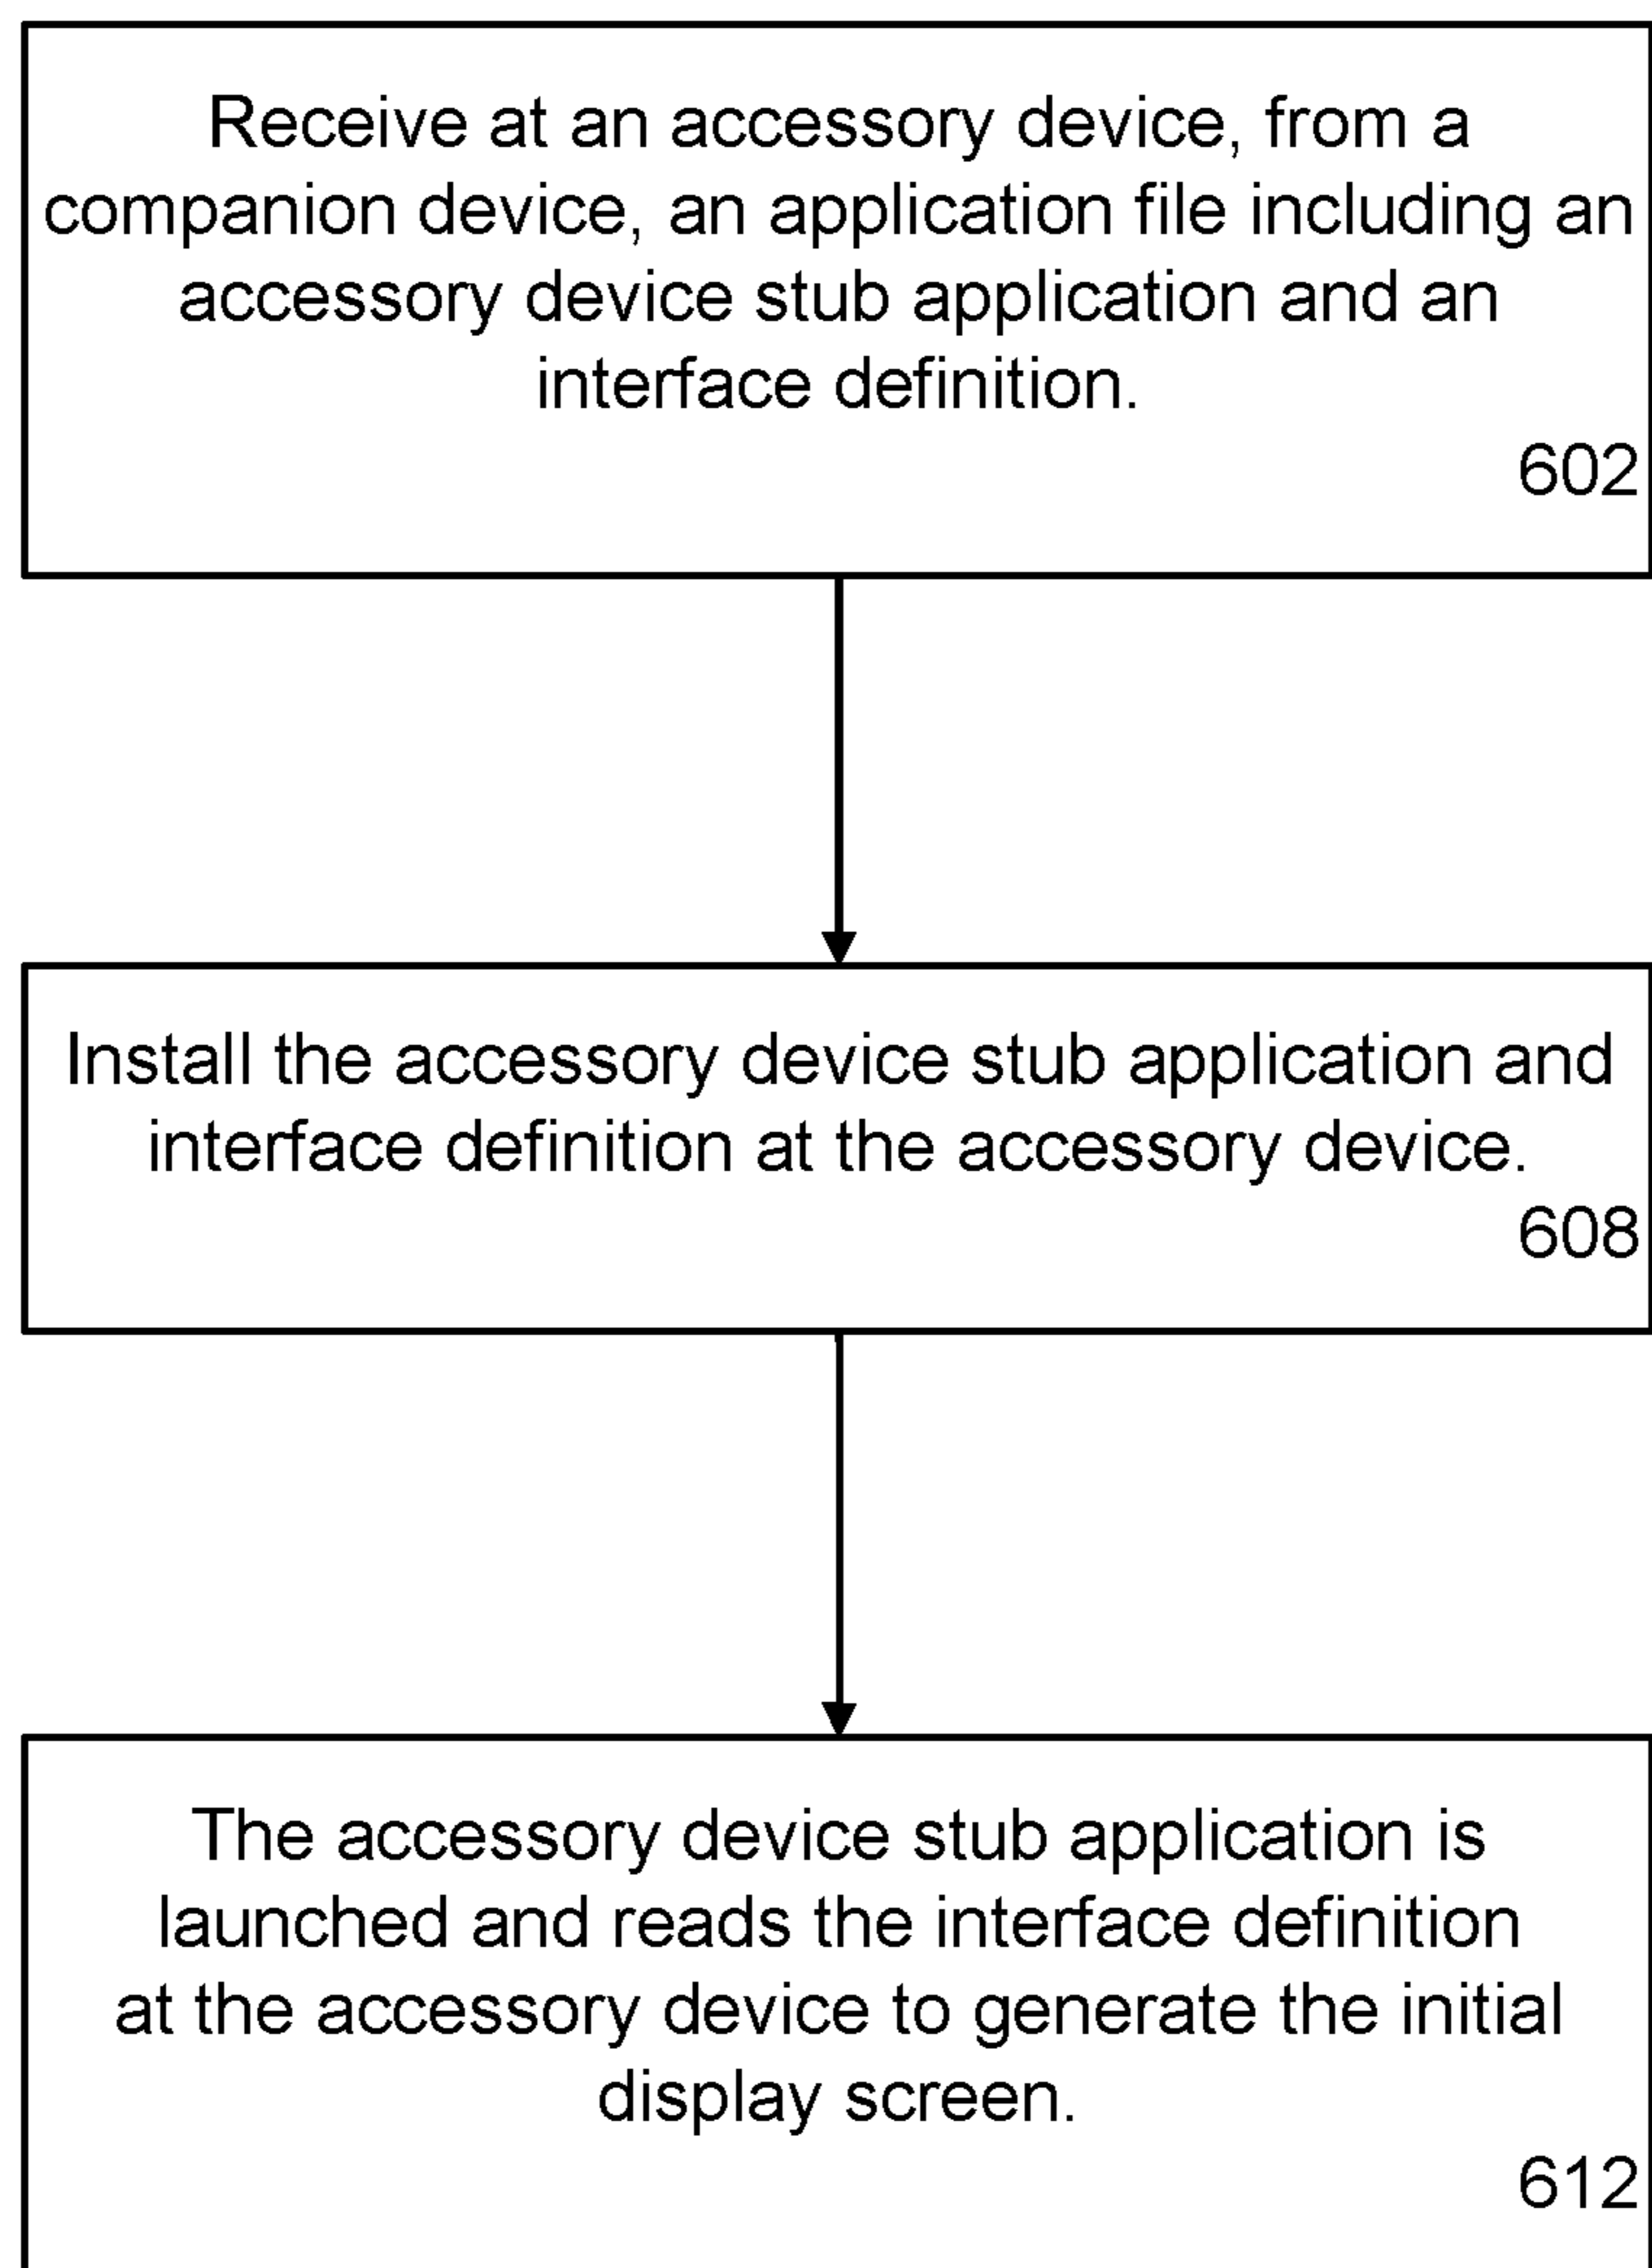 Receive at an accessory device, from a
companion device, an application file including an
accessory device stub application and an
interface definition.
602
Install the accessory device stub application and
interface definition at the accessory device.
608
The accessory device stub application is
launched and reads the interface definition
at the accessory device to generate the initial
display screen.
612